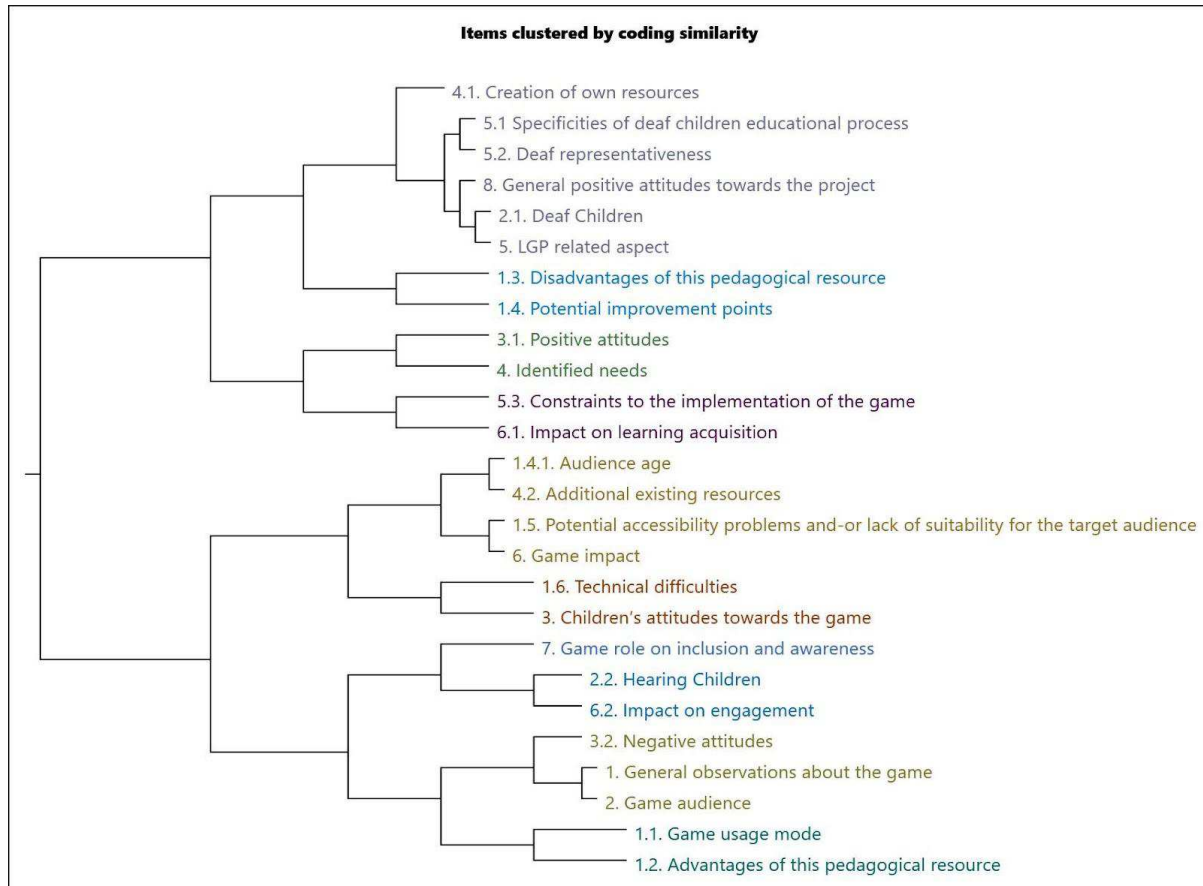 Items clustered by coding similarity
4.1. Creation of own resources
5.1 Specificities of deaf children educational process
5.2. Deaf representativeness
8. General positive attitudes towards the project
2.1. Deaf Children
5. LGP related aspect
1.3. Disadvantages of this pedagogical resource
1.4. Potential improvement points
3.1. Positive attitudes
4. Identified needs
5.3. Constraints to the implementation of the game
6.1. Impact on learning acquisition
1.4.1. Audience age
4.2. Additional existing resources
1.5. Potential accessibility problems and-or lack of suitability for the target audience
6. Game impact
1.6. Technical difficulties
3. Children’s attitudes towards the game
7. Game role on inclusion and awareness
2.2. Hearing Children
6.2. Impact on engagement
3.2. Negative attitudes
1. General observations about the game
2. Game audience
1.1. Game usage mode
1.2. Advantages of this pedagogical resource